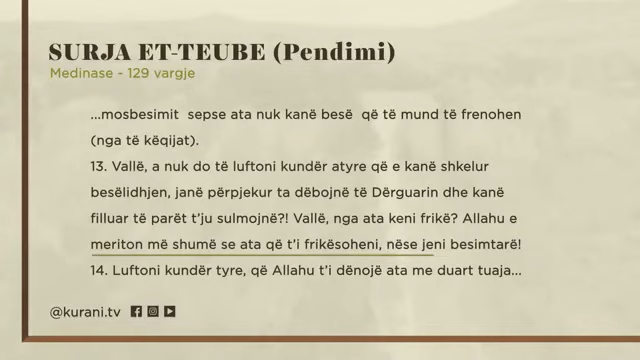 SURJA ET-TEUBE (Pendimi)
Medinase - 129 vargje
...mosbesimit sepse ata nuk kanë besë që të mund të frenohen
(nga të këqijat).
13. Vallë, a nuk do të luftoni kundër atyre që e kanë shkelur
besëlidhjen, janë përpjekur ta dëbojnë të Dërguarin dhe kanë
filluar të parët t'ju sulmojnë?! Vallë, nga ata keni frikë? Allahu e
meriton më shumë se ata që t'i frikësoheni, nëse jeni besimtarë!
14. Luftoni kundër tyre, që Allahu t'i dënojë ata me duart tuaja...
@kurani.tv